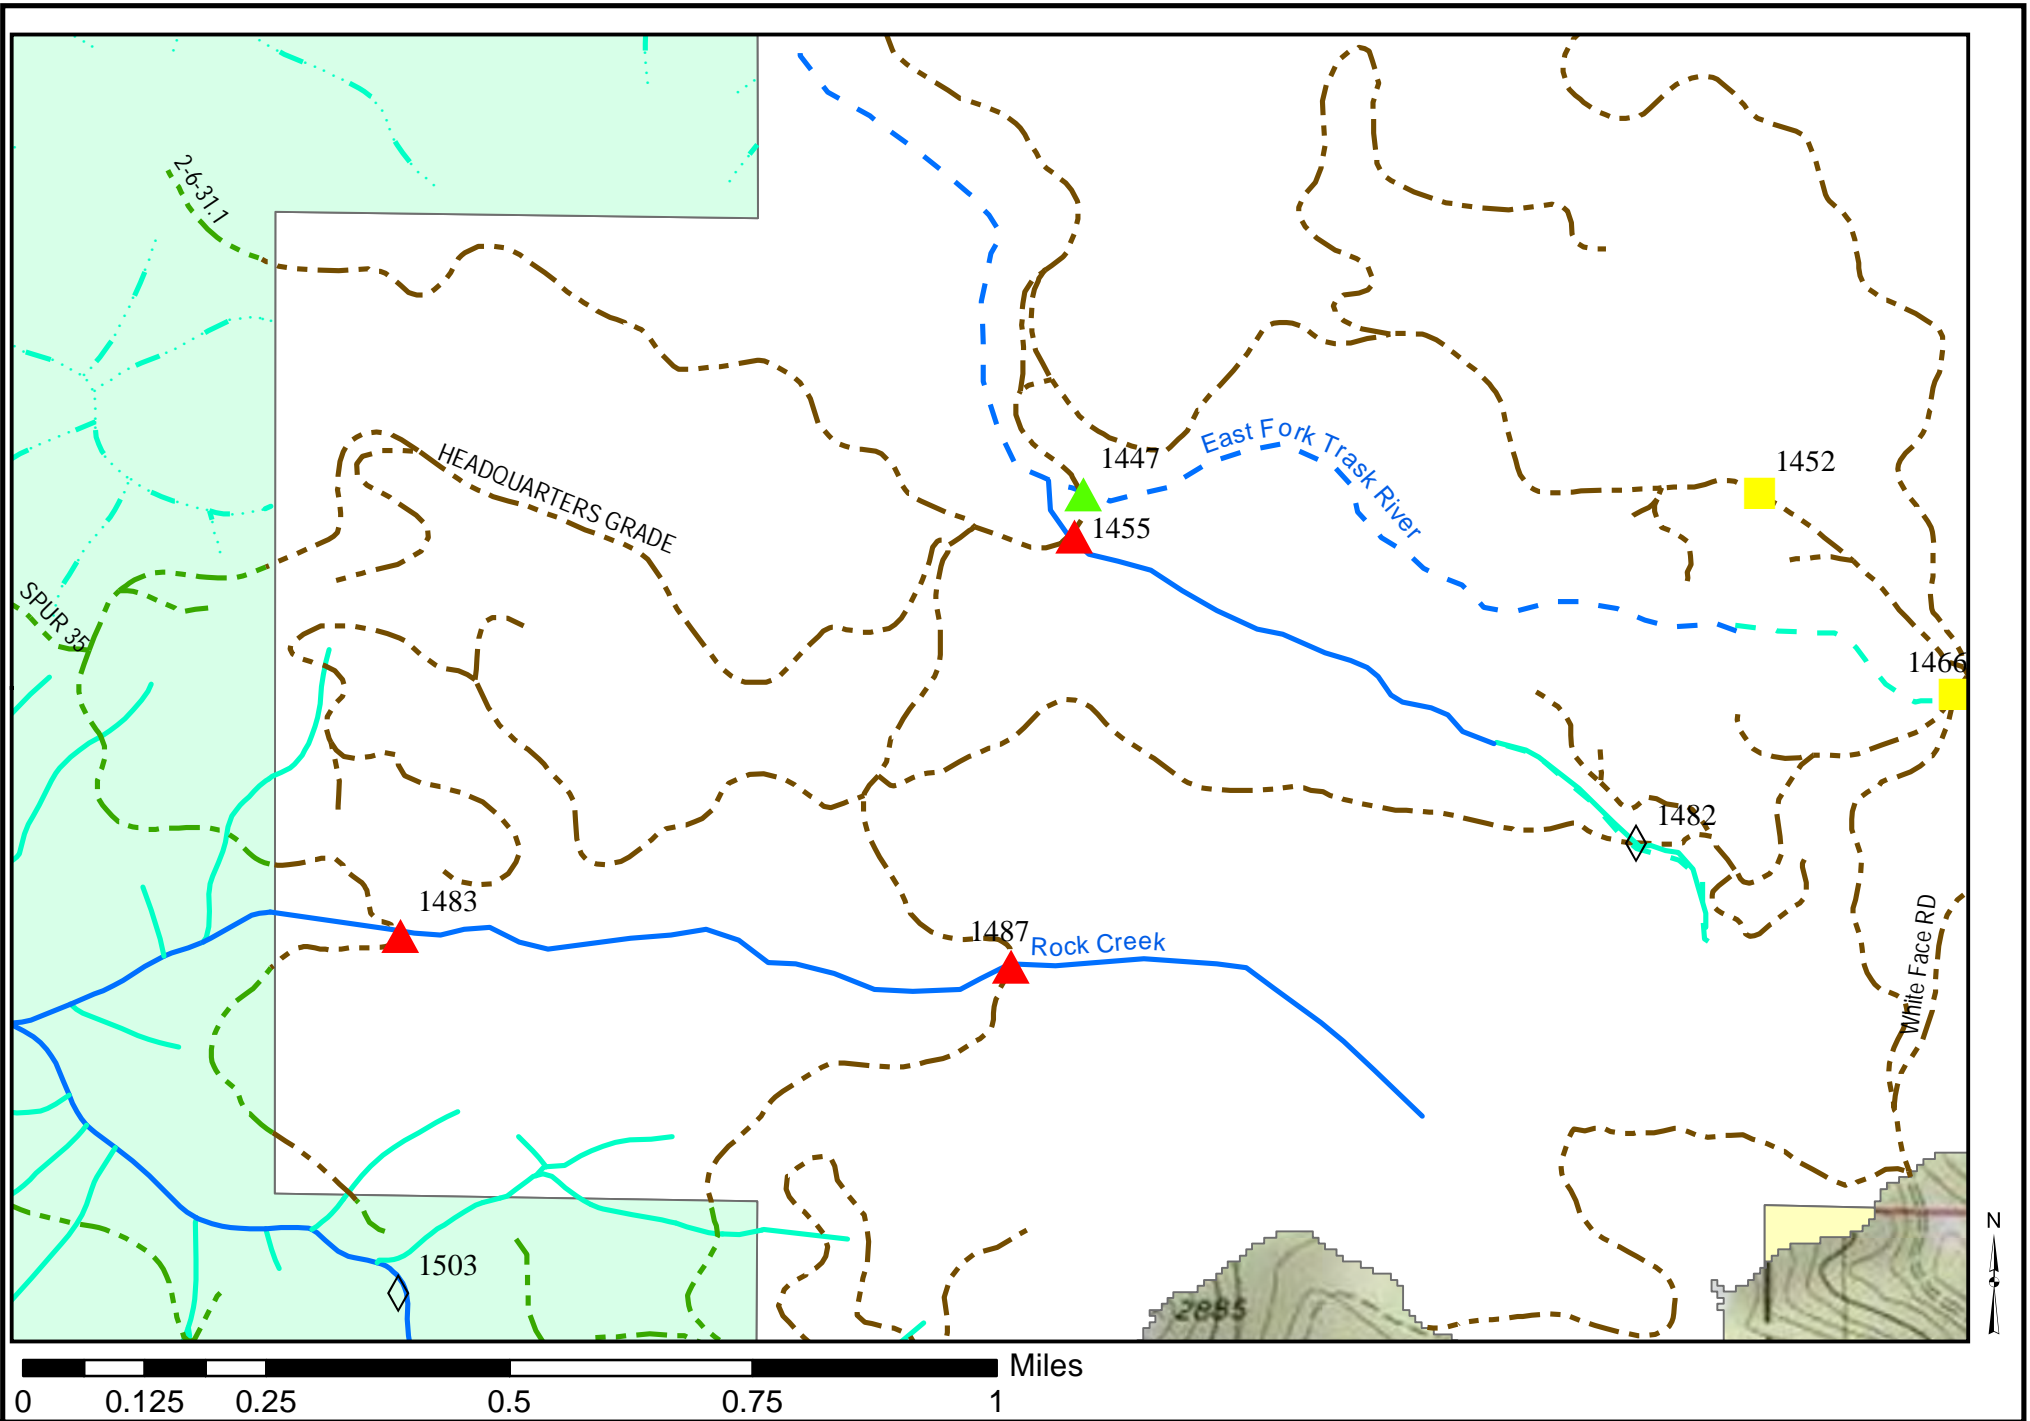 2-6-31.1
HEADQUARTERS GRADE
East Fork Trask River
1447
1452
1455
SPUR 35
1466
1482
1483
1487
Rock Creek
White Face RD
1503
2885
N
Miles
0 0.125 0.25 0.5 0.75 1